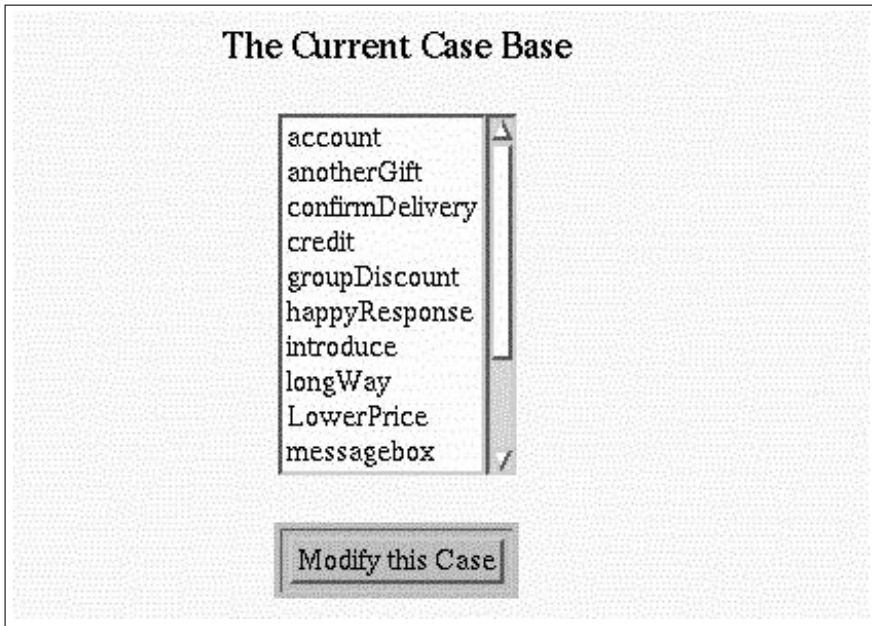 The Current Case Base
account
anotherGift
confirmDelivery
credit
groupDiscount
happyResponse
introduce
longWay
LowerPrice
messagebox
Modify this Case